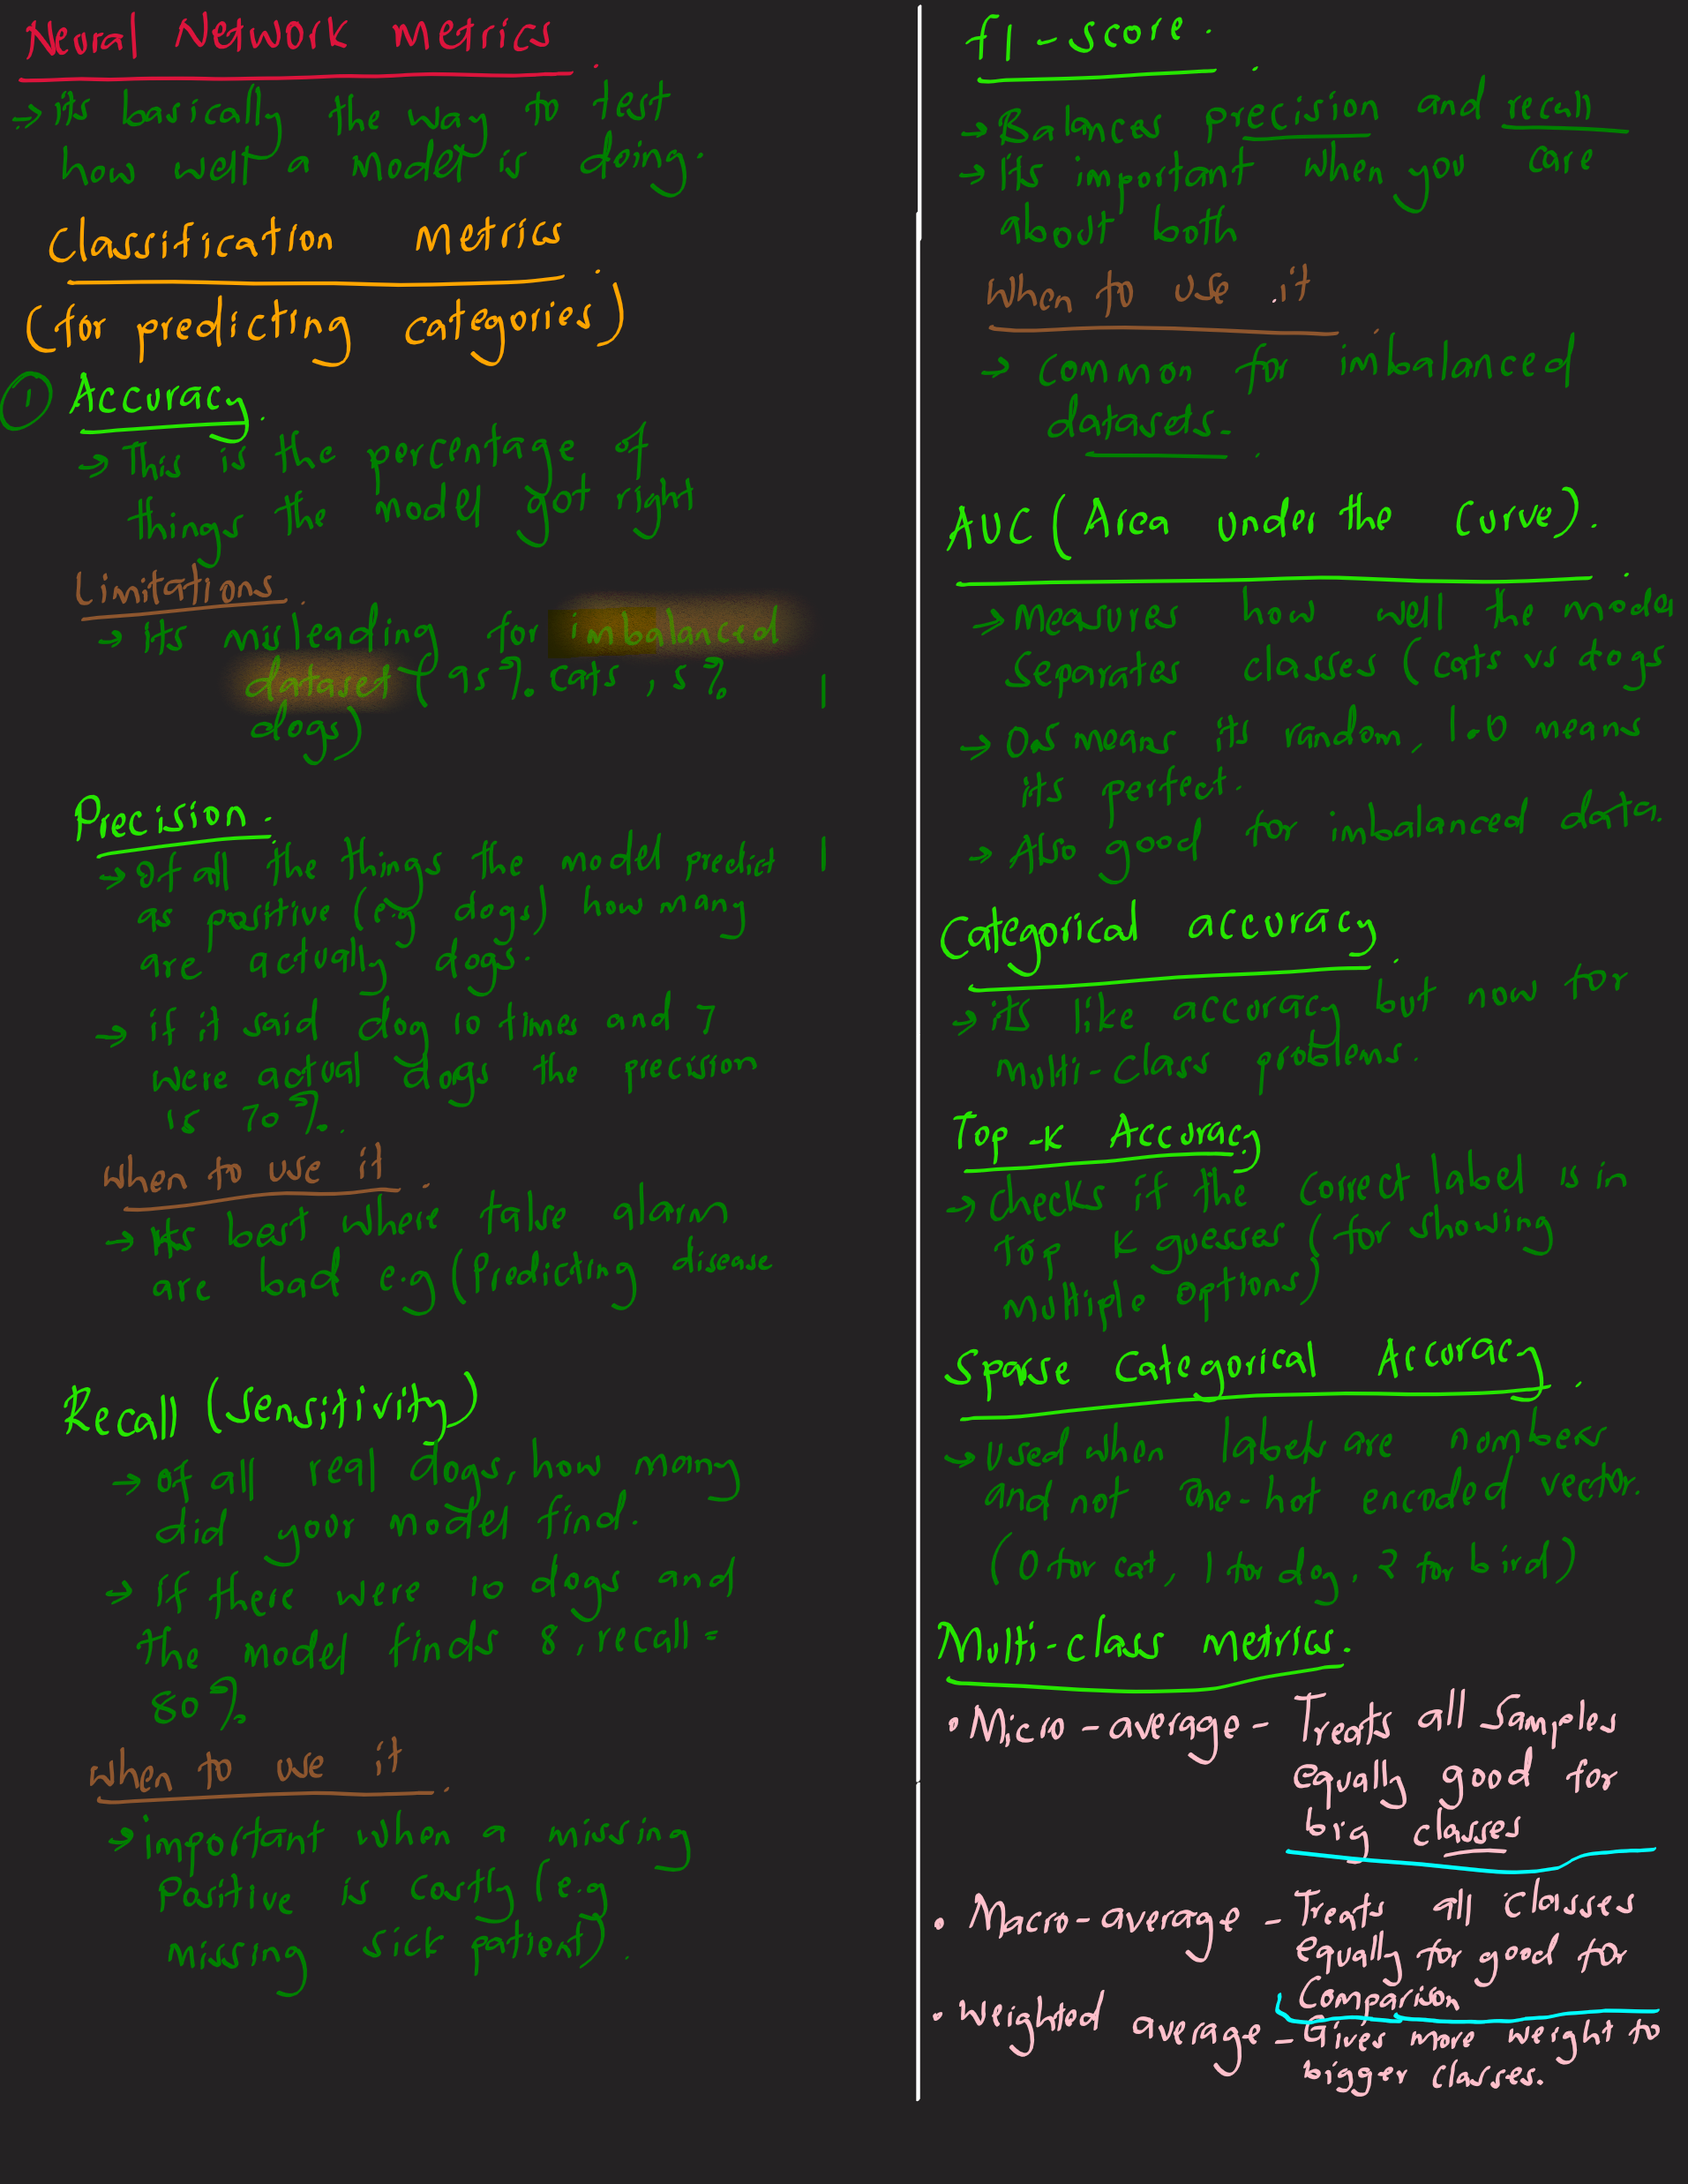 Neural Network metrics.
→ its basically the way to test
how well a model is doing.
Classification metrics.
(for predicting categories)
① Accuracy.
→ This is the percentage of
things the model got right
Limitations.
→ Its misleading for imbalanced
dataset (95% cats, 5%
dogs)
Precision.
→ Of all the things the model predict
as positive (e.g dogs) how many
are actually dogs.
→ if it said dog 10 times and 7
were actual dogs the precision
is 70%.
when to use it.
→ Its best where false alarm
are bad e.g (Predicting disease
Recall (Sensitivity)
→ of all real dogs, how many
did your model find.
→ If there were 10 dogs and
the model finds 8, recall =
80%
when to use it.
→ important when a missing
Positive is costly (e.g
missing sick patient).
f1-score.
→ Balances precision and recall
→ Its important when you care
about both
when to use it.
→ common for imbalanced
datasets.
AUC (Area under the Curve).
→ Measures how well the model
Separates classes (cats vs dogs
→ 0.5 means its random, 1.0 means
its perfect.
→ Also good for imbalanced data.
Categorical accuracy.
→ its like accuracy but now for
multi-class problems.
Top-K Accuracy
→ checks if the correct label is in
top K guesses (for showing
multiple options)
Sparse Categorical Accuracy.
→ used when labels are numbers
and not one-hot encoded vector.
(0 for cat, 1 for dog, 2 for bird)
Multi-class metrics.
• Micro-average - Treats all Samples
equally good for
big classes
• Macro-average - Treats all classes
equally for good for
Comparison
• Weighted average - Gives more weight to
bigger classes.